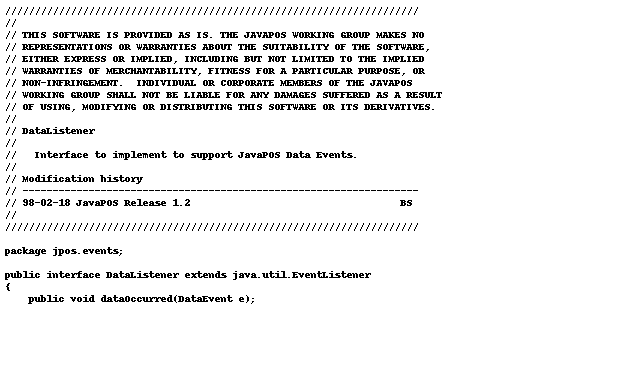 //////////////////////////////////////////////////////////////////////
//
// THIS SOFTWARE IS PROVIDED AS IS. THE JAVAPOS WORKING GROUP MAKES NO
// REPRESENTATIONS OR WARRANTIES ABOUT THE SUITABILITY OF THE SOFTWARE,
// EITHER EXPRESS OR IMPLIED, INCLUDING BUT NOT LIMITED TO THE IMPLIED
// WARRANTIES OF MERCHANTABILITY, FITNESS FOR A PARTICULAR PURPOSE, OR
// NON-INFRINGEMENT.  INDIVIDUAL OR CORPORATE MEMBERS OF THE JAVAPOS
// WORKING GROUP SHALL NOT BE LIABLE FOR ANY DAMAGES SUFFERED AS A RESULT
// OF USING, MODIFYING OR DISTRIBUTING THIS SOFTWARE OR ITS DERIVATIVES.
//
// DataListener
//
//   Interface to implement to support JavaPOS Data Events.
//
// Modification history
// ------------------------------------------------------------------
// 98-02-18 JavaPOS Release 1.2                                   BS
//
//////////////////////////////////////////////////////////////////////

package jpos.events;

public interface DataListener extends java.util.EventListener
{
    public void dataOccurred(DataEvent e);